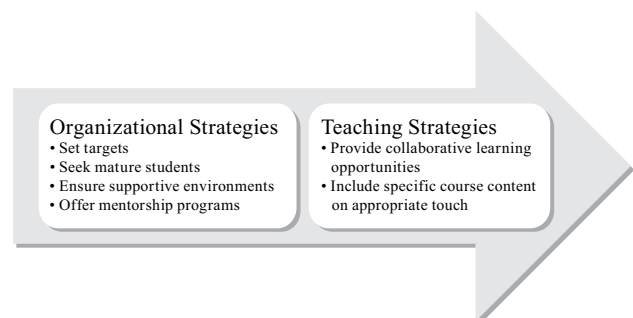 Organizational Strategies
• Set targets
• Seek mature students
• Ensure supportive environments
• Offer mentorship programs
Teaching Strategies
• Provide collaborative learning
opportunities
• Include specific course content
on appropriate touch